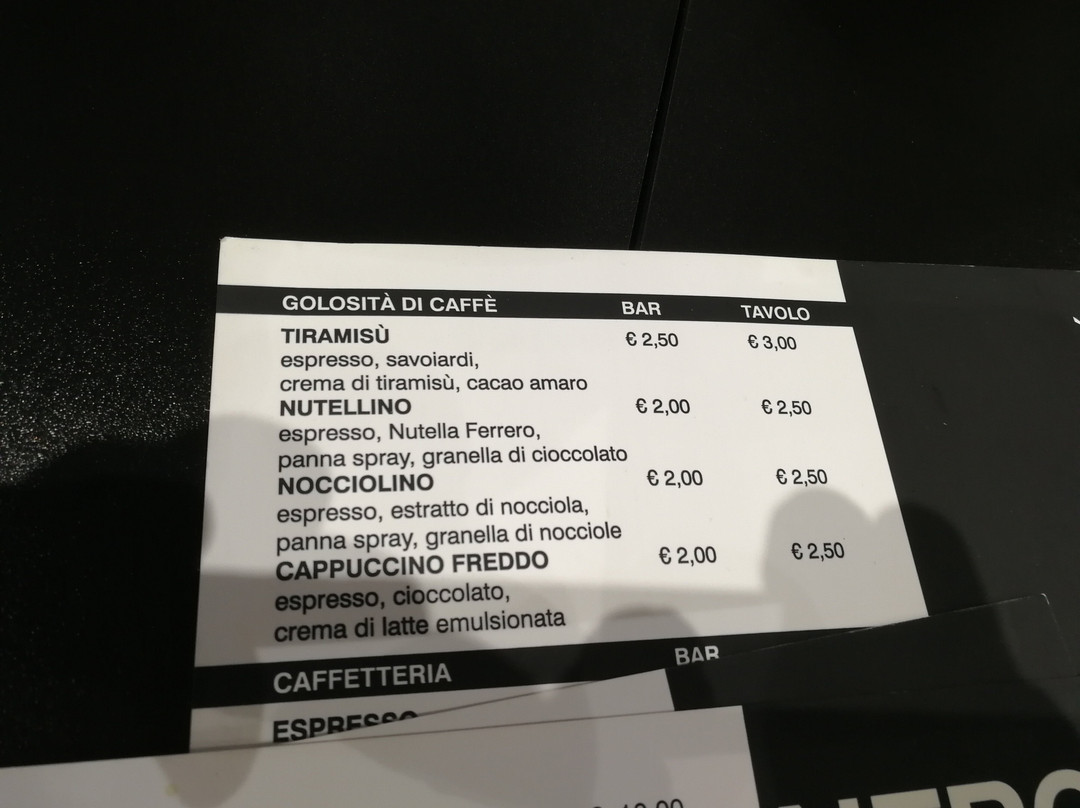 GOLOSITÀ DI CAFFÈ BAR TAVOLO
TIRAMISÙ € 2,50 € 3,00
espresso, savoiardi,
crema di tiramisù, cacao amaro
NUTELLINO € 2,00 € 2,50
espresso, Nutella Ferrero,
panna spray, granella di cioccolato
NOCCIOLINO € 2,00 € 2,50
espresso, estratto di nocciola,
panna spray, granella di nocciole
CAPPUCCINO FREDDO € 2,00 € 2,50
espresso, cioccolato,
crema di latte emulsionata
CAFFETTERIA BAR
ESPRESSO